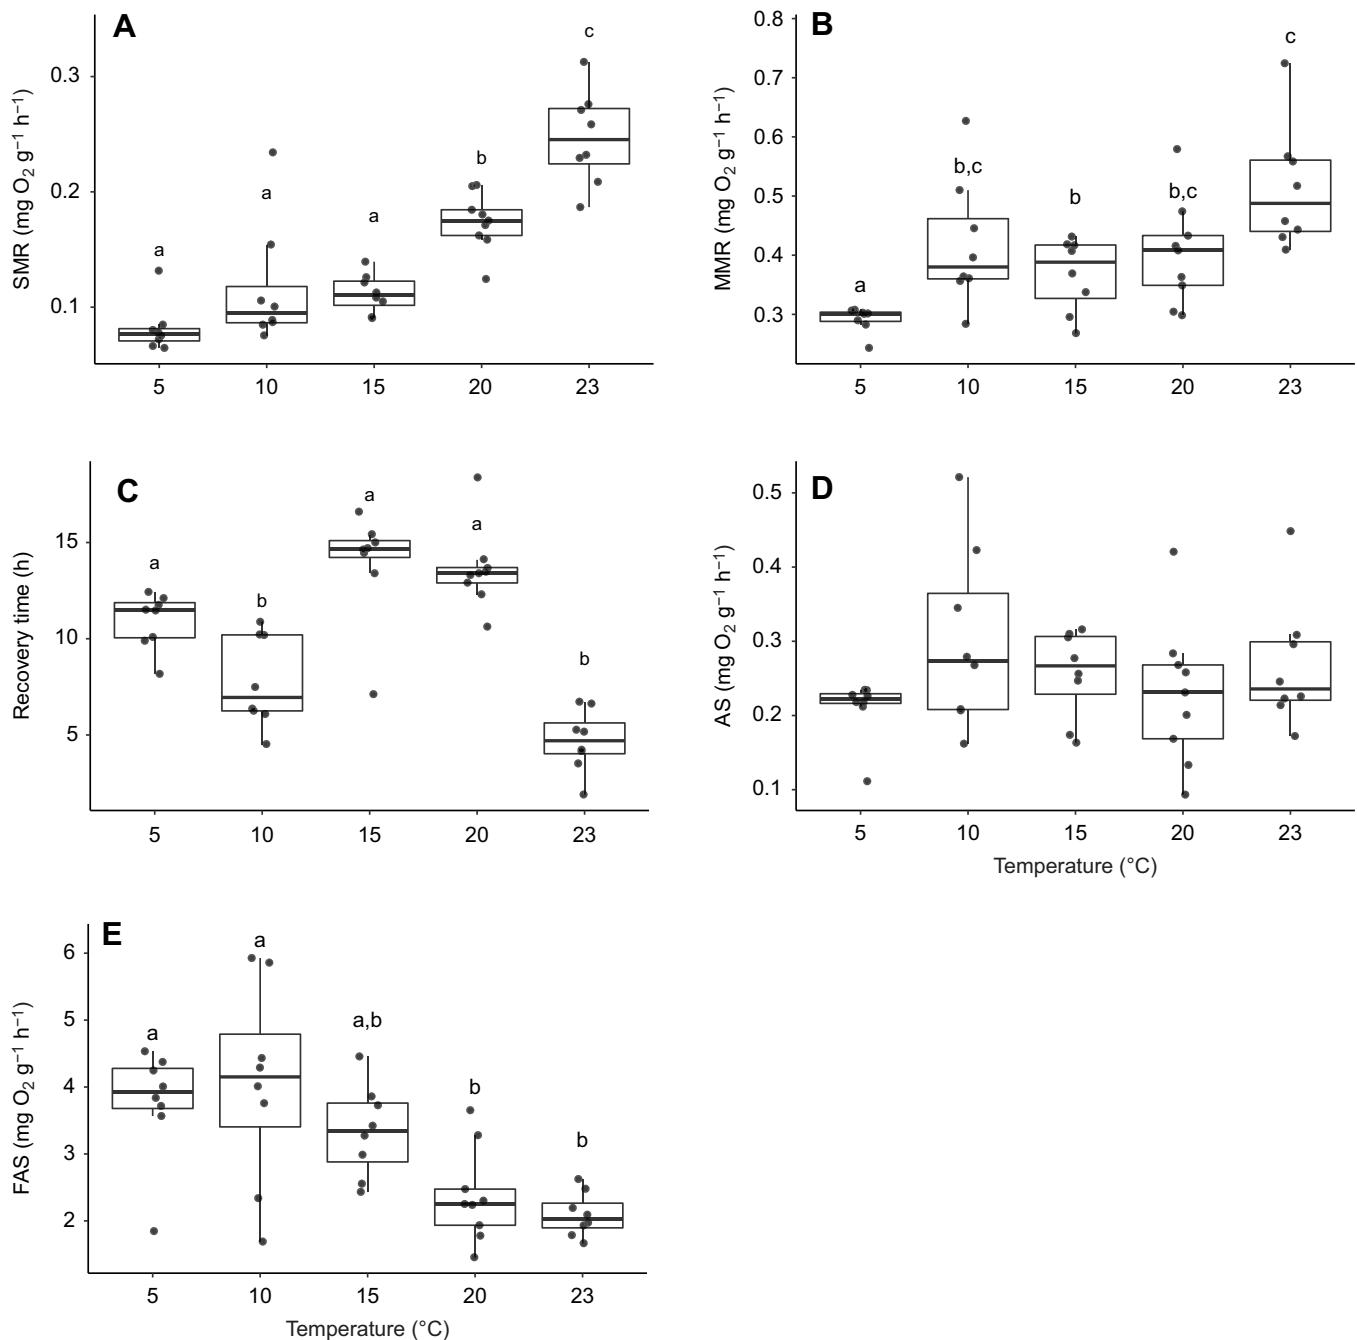 A
SMR (mg O₂ g⁻¹ h⁻¹)
0.3
0.2
0.1
a
a
a
b
c
5 10 15 20 23
B
MMR (mg O₂ g⁻¹ h⁻¹)
0.8
0.7
0.6
0.5
0.4
0.3
a
b,c
b
b,c
c
5 10 15 20 23
C
Recovery time (h)
15
10
5
a
b
a
a
b
5 10 15 20 23
D
AS (mg O₂ g⁻¹ h⁻¹)
0.5
0.4
0.3
0.2
0.1
5 10 15 20 23
Temperature (°C)
E
FAS (mg O₂ g⁻¹ h⁻¹)
6
5
4
3
2
a
a
a,b
b
b
5 10 15 20 23
Temperature (°C)